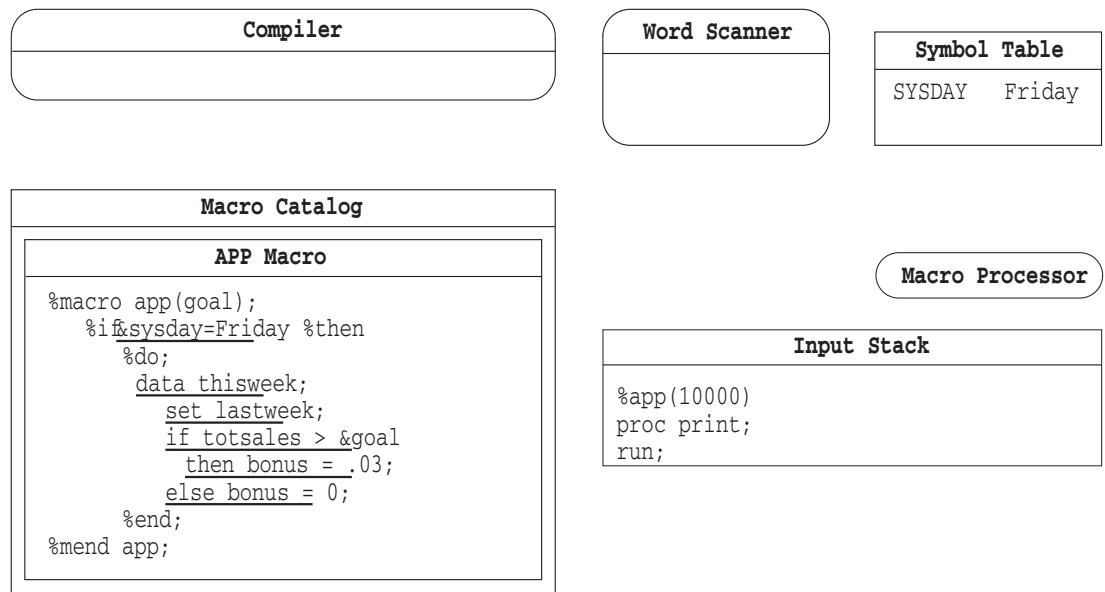 Compiler
Word Scanner
Symbol Table
SYSDAY Friday
Macro Catalog
APP Macro
%macro app(goal);
%if&sysday=Friday %then
%do;
data thisweek;
set lastweek;
if totsales > &goal
then bonus = .03;
else bonus = 0;
%end;
%mend app;
Macro Processor
Input Stack
%app(10000)
proc print;
run;